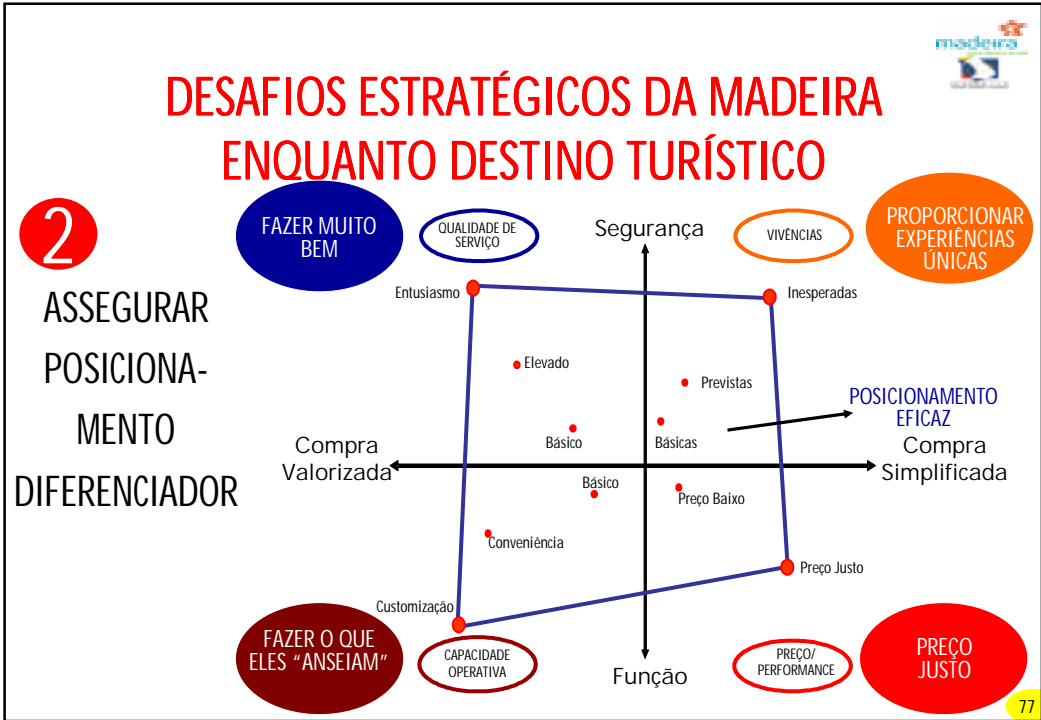 madeira
DESAFIOS ESTRATÉGICOS DA MADEIRA
ENQUANTO DESTINO TURÍSTICO
2
ASSEGURAR
POSICIONA-
MENTO
DIFERENCIADOR
FAZER MUITO
BEM
QUALIDADE DE
SERVIÇO
Segurança
VIVÊNCIAS
PROPORCIONAR
EXPERIÊNCIAS
ÚNICAS
Entusiasmo
Inesperadas
Elevado
Previstas
Básico
Básicas
POSICIONAMENTO
EFICAZ
Compra
Valorizada
Compra
Simplificada
Básico
Preço Baixo
Conveniência
Preço Justo
Customização
FAZER O QUE
ELES “ANSEIAM”
CAPACIDADE
OPERATIVA
Função
PREÇO/
PERFORMANCE
PREÇO
JUSTO
77